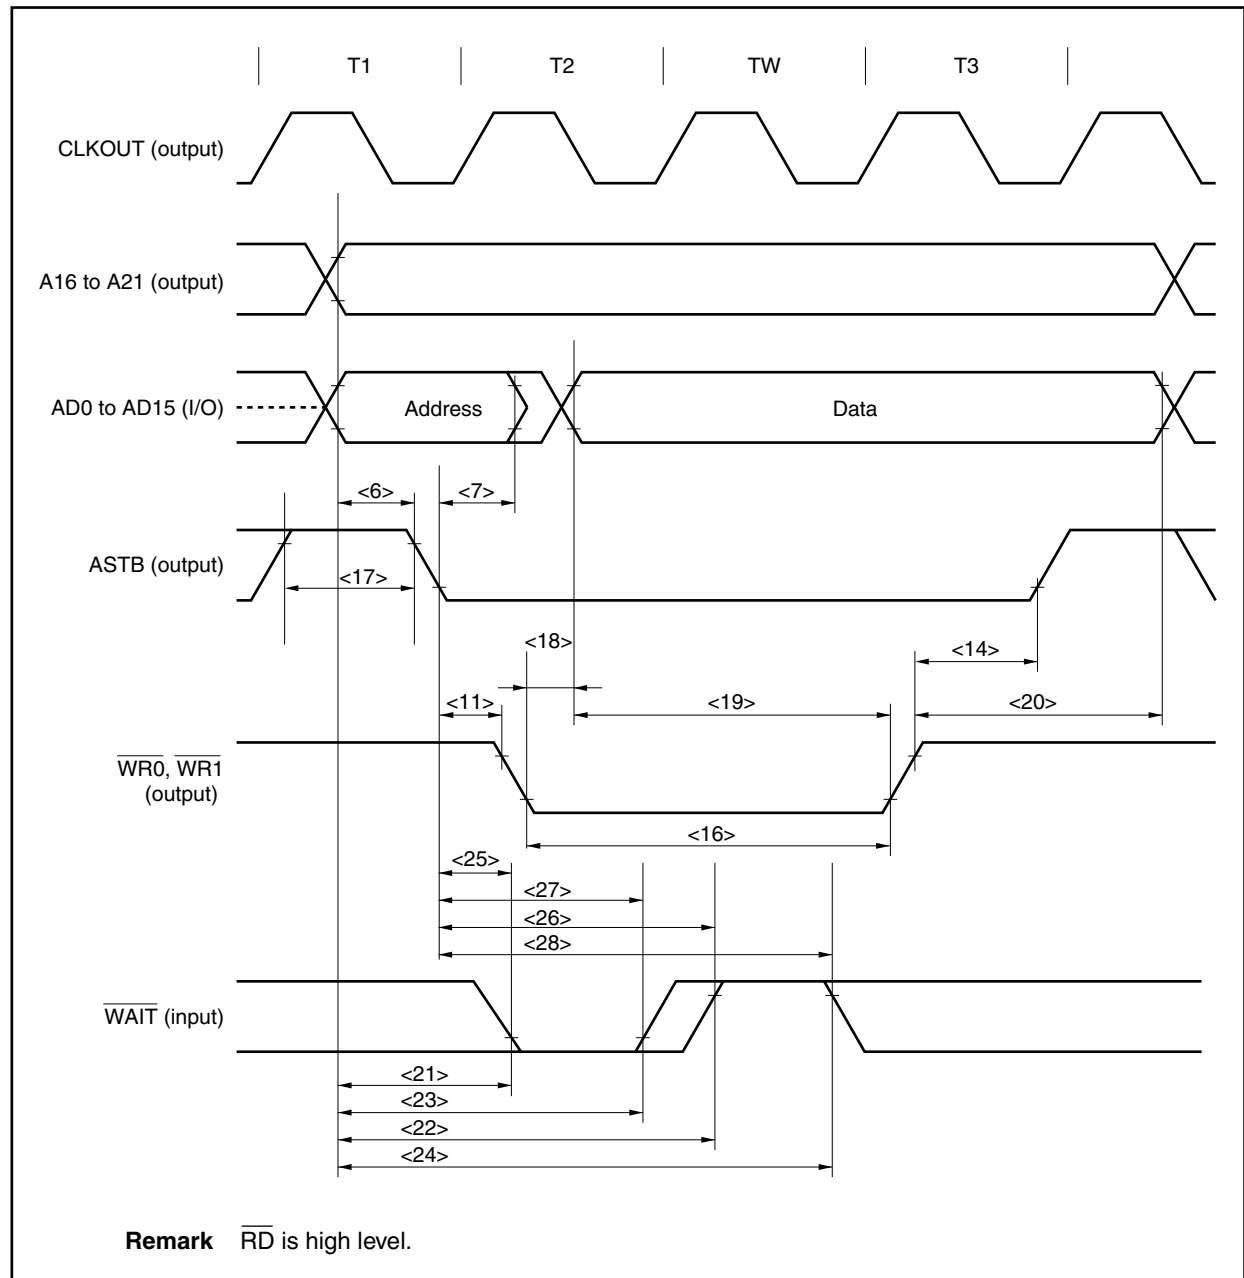 T1 T2 TW T3
CLKOUT (output)
A16 to A21 (output)
AD0 to AD15 (I/O) Address Data
<6> <7>
ASTB (output)
<17>
<18> <14>
<11> <19> <20>
WR0, WR1
(output)
<16>
<25>
<27>
<26>
<28>
WAIT (input)
<21>
<23>
<22>
<24>
Remark RD is high level.